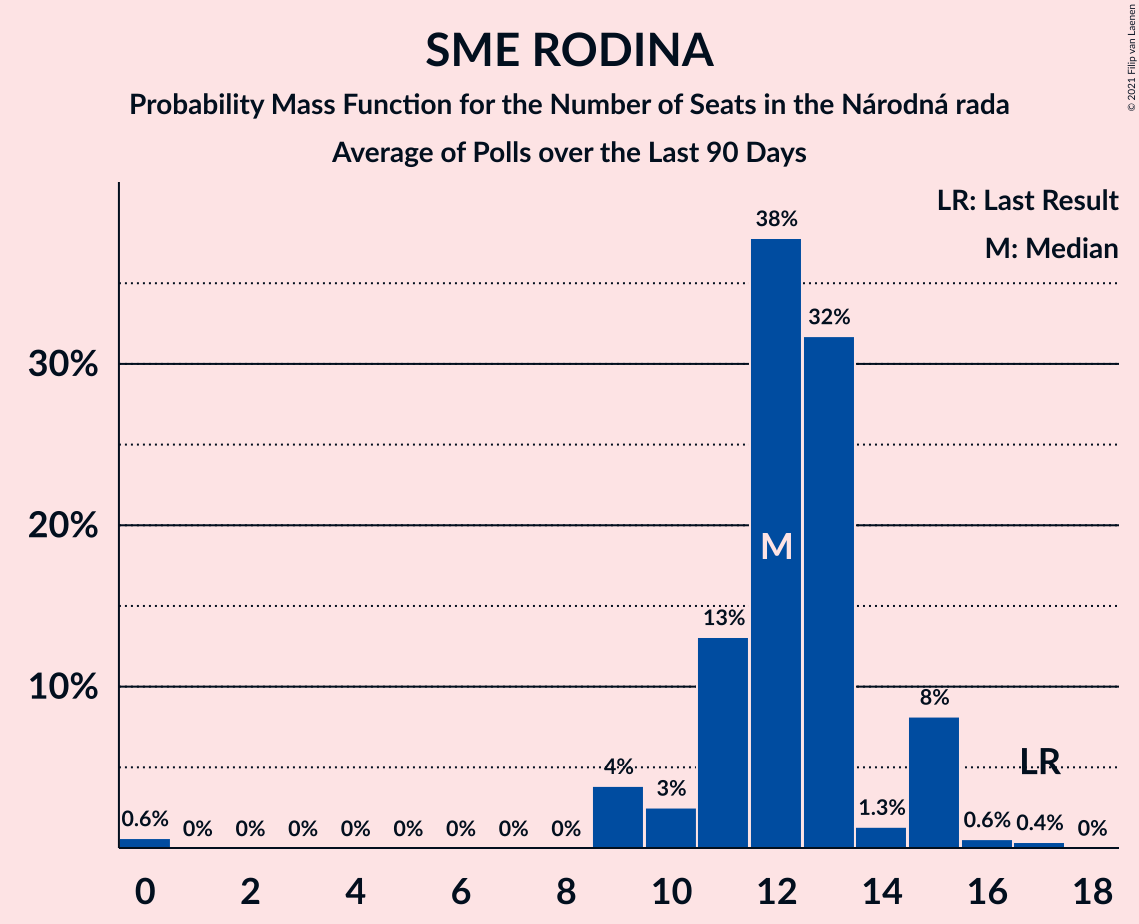 SME RODINA
Probability Mass Function for the Number of Seats in the Národná rada
Average of Polls over the Last 90 Days
© 2021 Filip van Laenen
LR: Last Result
M: Median
38%
32%
30%
20%
M
13%
10%
8%
LR
4%
3%
1.3%
0.6% 0% 0% 0% 0% 0% 0% 0% 0% 0.6% 0.4% 0%
0 2 4 6 8 10 12 14 16 18